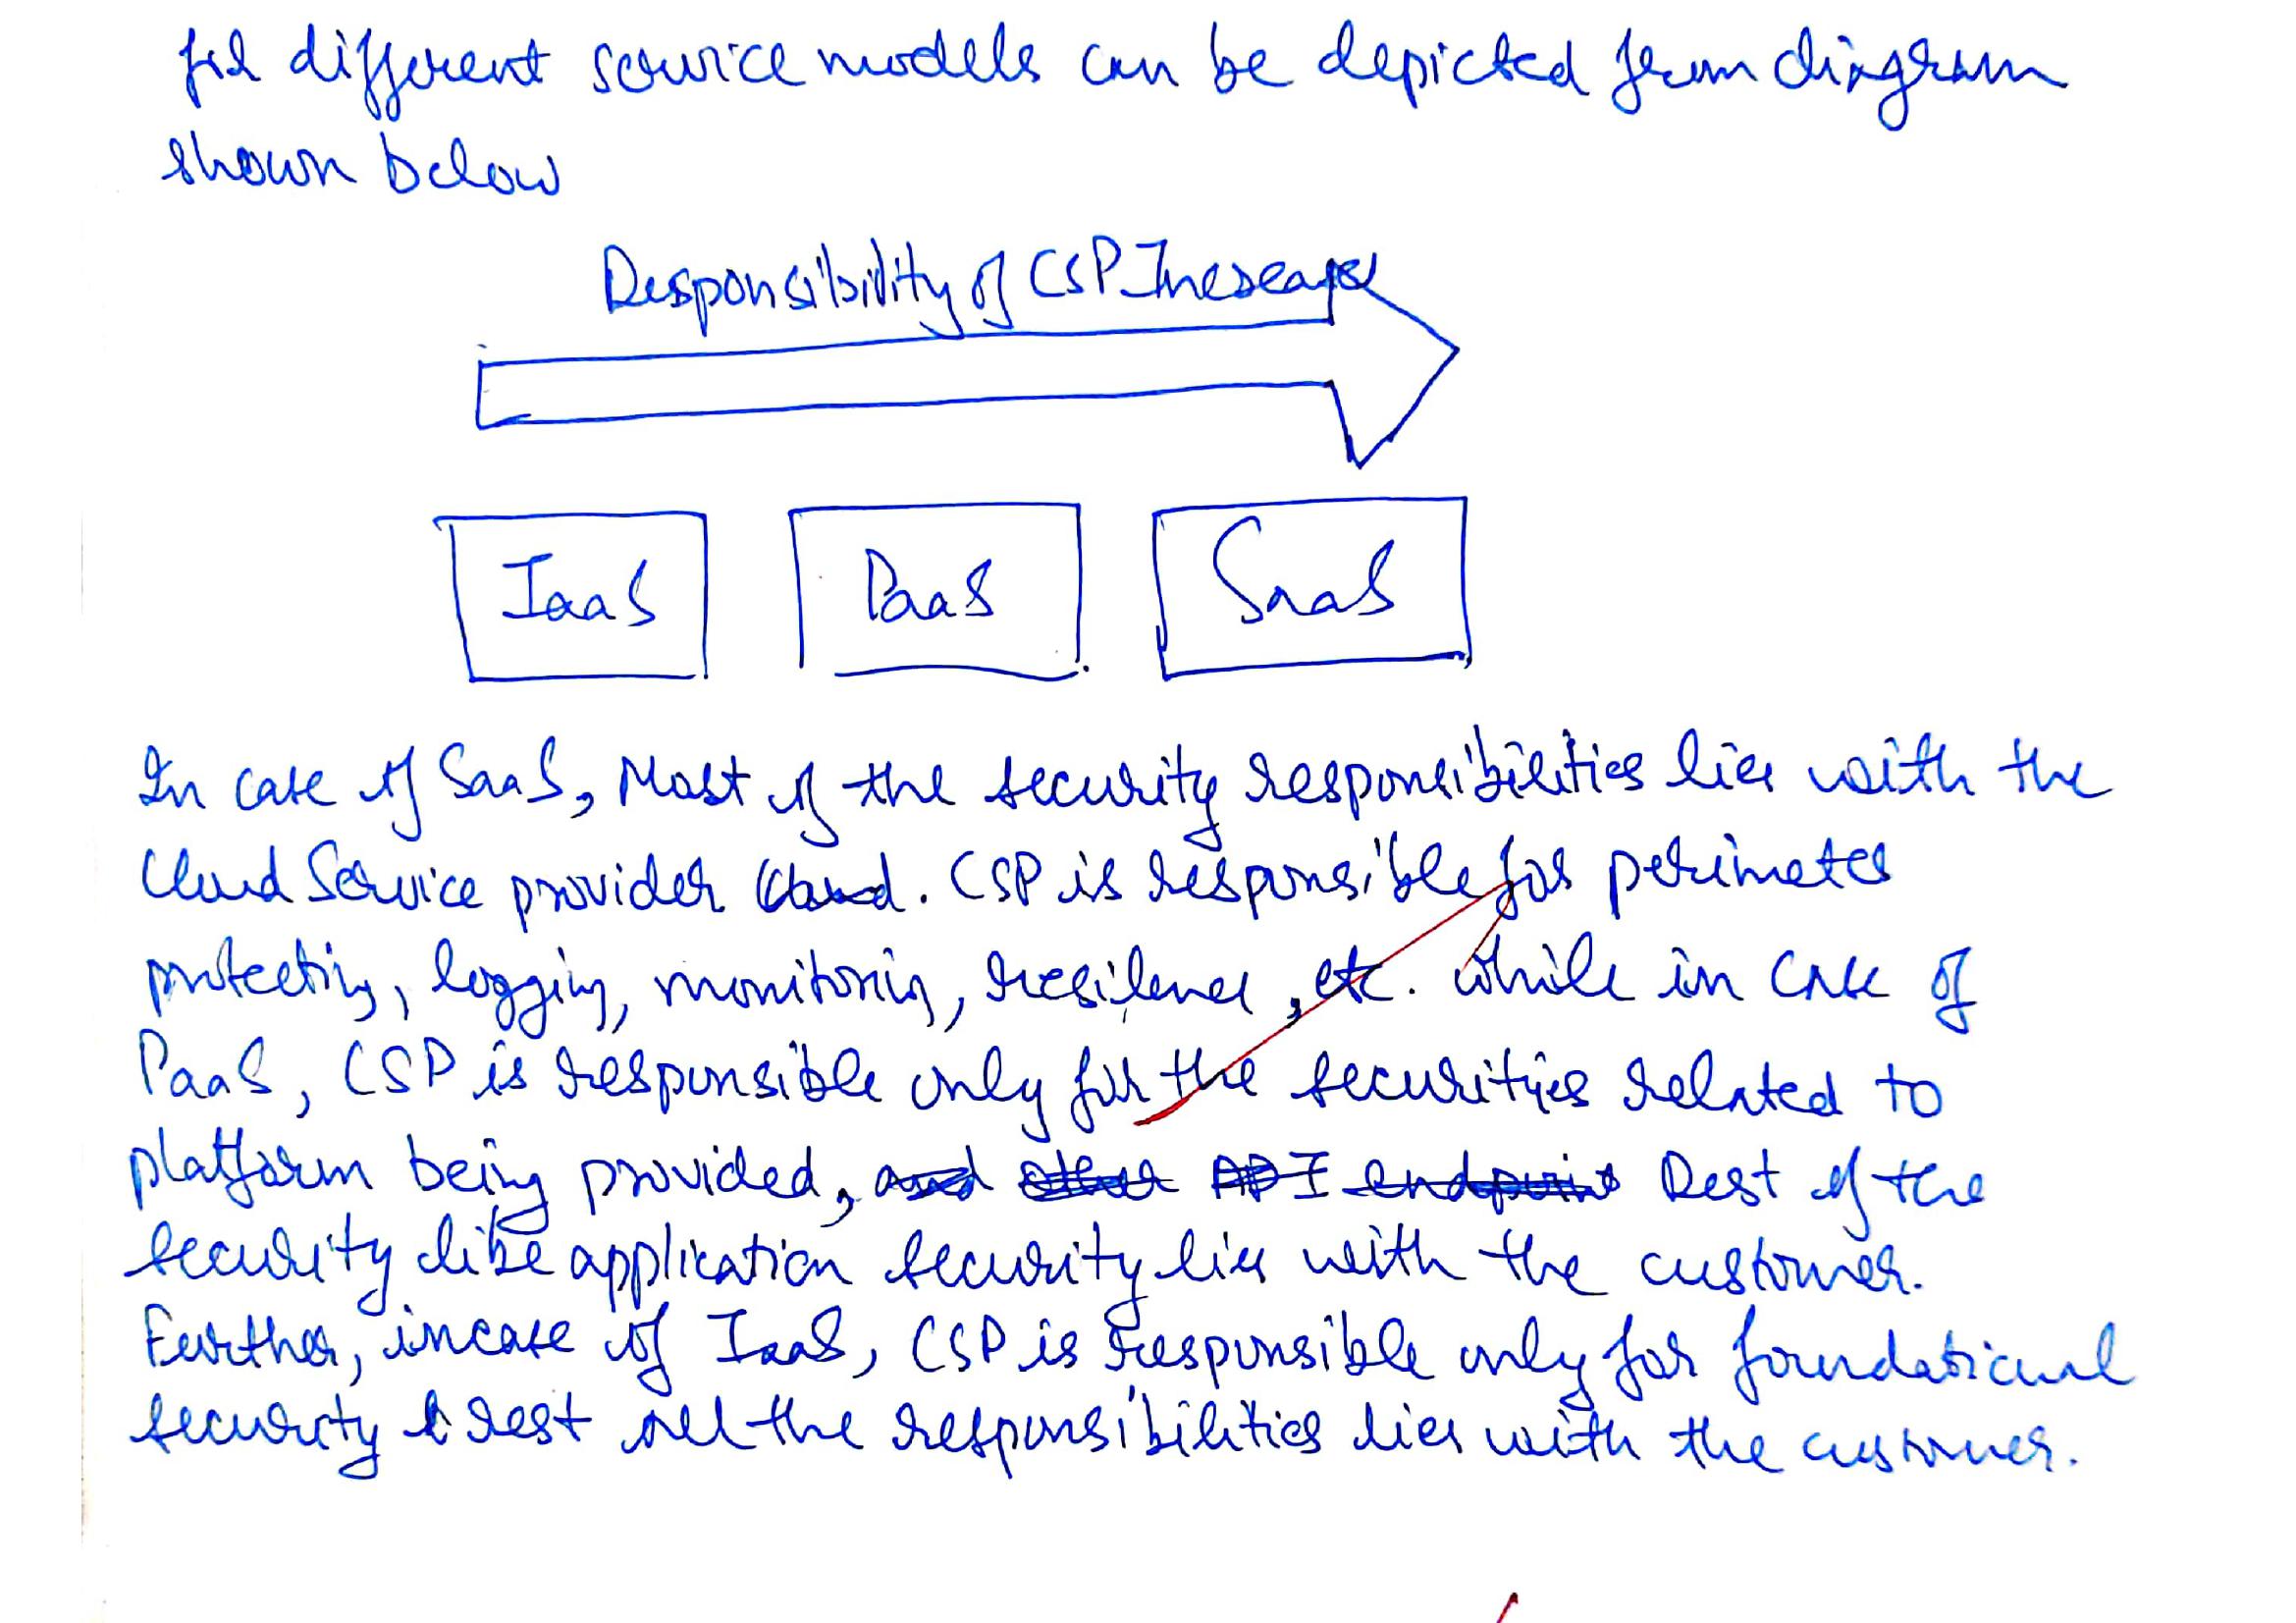 for different service models can be depicted from diagram
shown below
Responsibility of CSP Increases
IaaS PaaS SaaS
In case of SaaS, Most of the security responsibilities lies with the
Cloud Service provider. CSP is responsible for perimeter
protecting, logging, monitoring, resilence, etc. while in case of
PaaS, CSP is responsible only for the securities related to
platform being provided, Rest of the
security like application security lies with the customer.
Further, incase of IaaS, CSP is responsible only for foundational
security & rest all the responsibilities lies with the customer.